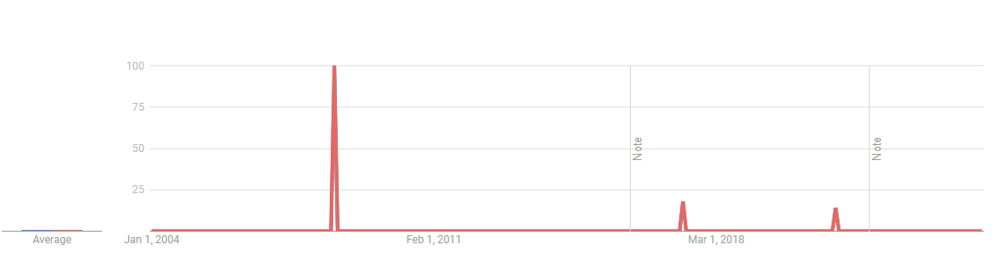 100
75
50
25
Note
Note
Average
Jan 1, 2004
Feb 1, 2011
Mar 1, 2018